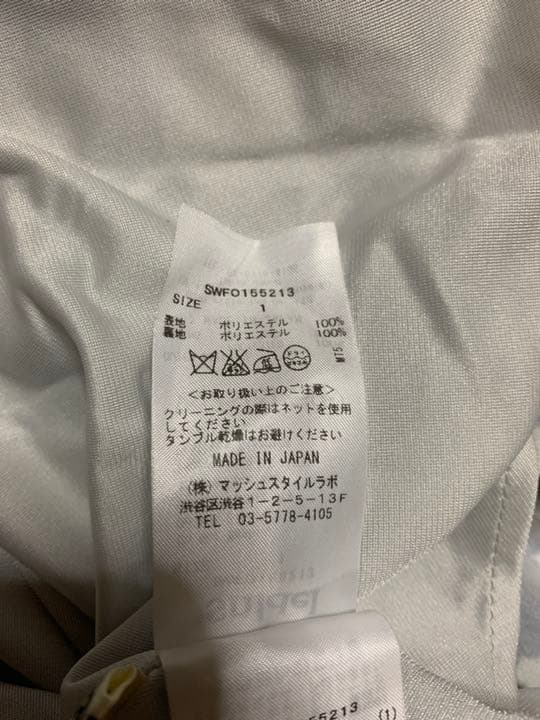 SWFO155213
SIZE 1
表地 ポリエステル 100%
裏地 ポリエステル 100%
MT5
<お取り扱い上のご注意>
クリーニングの際はネットを使用
してください
タンブル乾燥はお避けください
MADE IN JAPAN
(株) マッシュスタイルラボ
渋谷区渋谷1-2-5-13F
TEL 03-5778-4105
snidel
55213
(1)